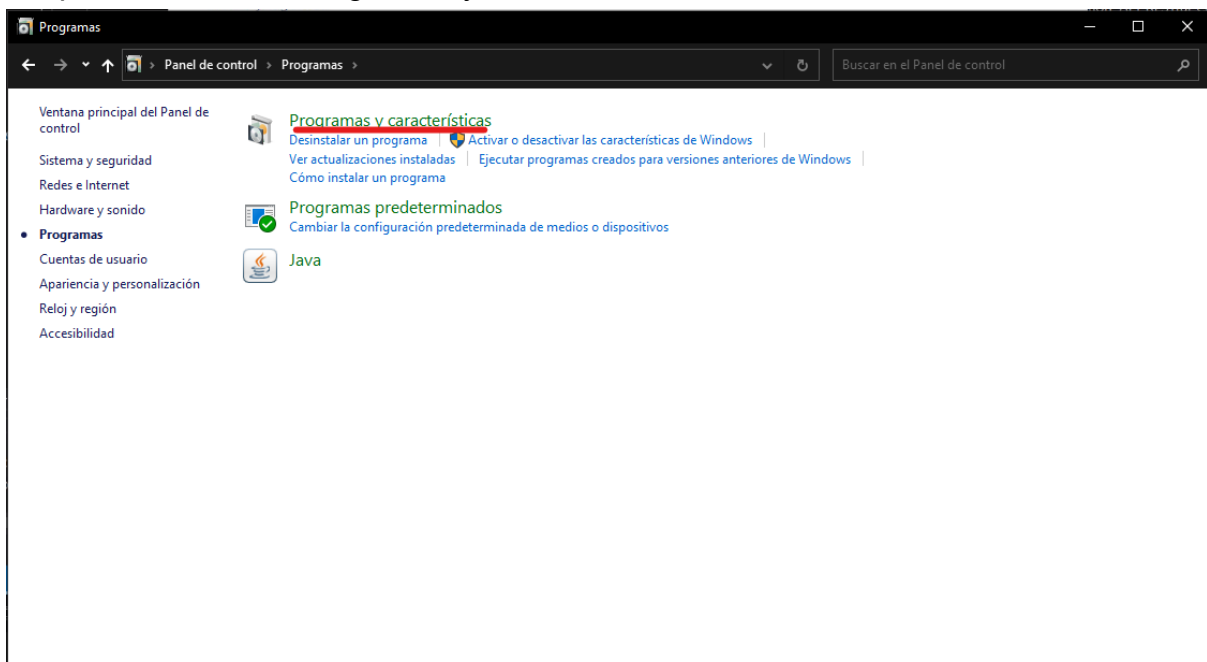 Programas
Panel de control > Programas >
Buscar en el Panel de control
Ventana principal del Panel de
control
Sistema y seguridad
Redes e Internet
Hardware y sonido
Programas
Cuentas de usuario
Apariencia y personalización
Reloj y región
Accesibilidad
Programas y características
Desinstalar un programa
Activar o desactivar las características de Windows
Ver actualizaciones instaladas
Ejecutar programas creados para versiones anteriores de Windows
Cómo instalar un programa
Programas predeterminados
Cambiar la configuración predeterminada de medios o dispositivos
Java